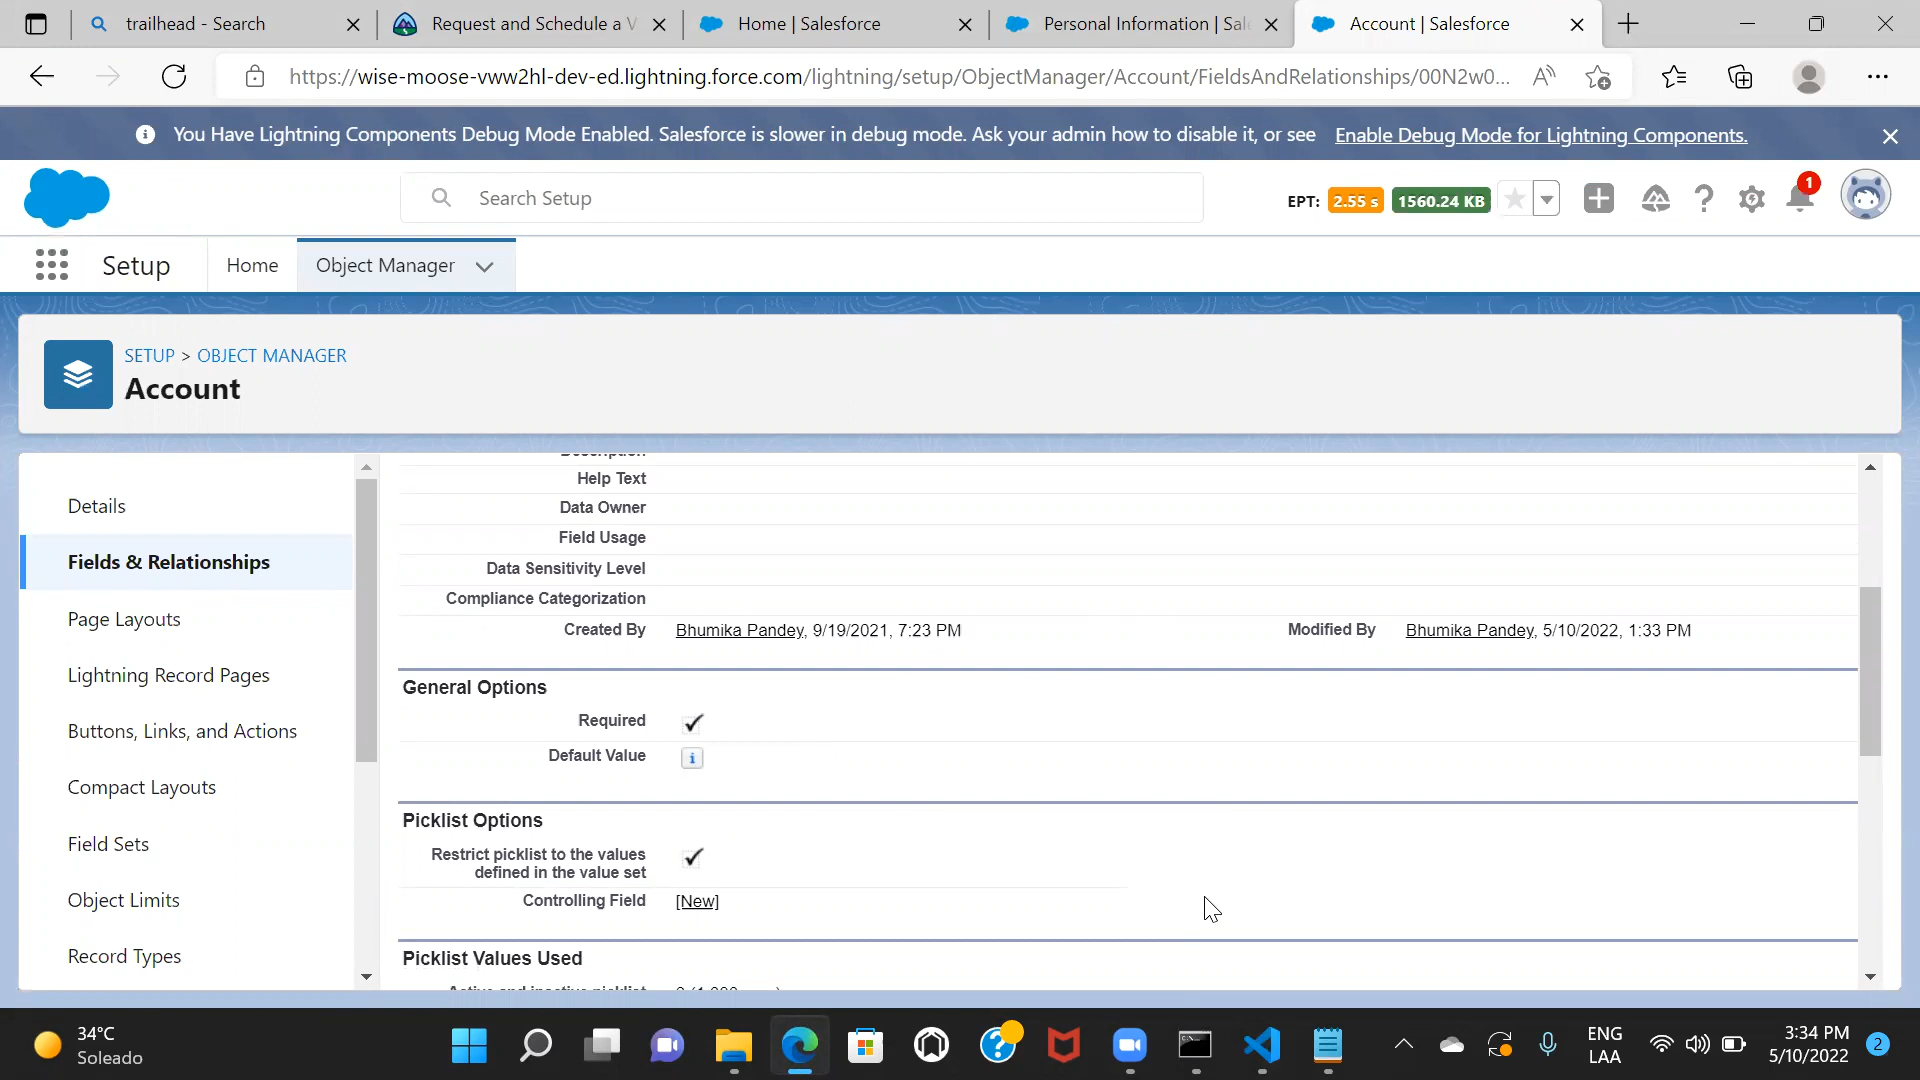 trailhead - Search
Request and Schedule a V
Home | Salesforce
Personal Information | Sale
Account | Salesforce
https://wise-moose-vww2hl-dev-ed.lightning.force.com/lightning/setup/ObjectManager/Account/FieldsAndRelationships/00N2w0...
You Have Lightning Components Debug Mode Enabled. Salesforce is slower in debug mode. Ask your admin how to disable it, or see Enable Debug Mode for Lightning Components.
Search Setup
EPT: 2.55 s 1560.24 KB
1
Setup
Home
Object Manager
SETUP > OBJECT MANAGER
Account
Details
Fields & Relationships
Page Layouts
Lightning Record Pages
Buttons, Links, and Actions
Compact Layouts
Field Sets
Object Limits
Record Types
Description
Help Text
Data Owner
Field Usage
Data Sensitivity Level
Compliance Categorization
Created By Bhumika Pandey, 9/19/2021, 7:23 PM Modified By Bhumika Pandey, 5/10/2022, 1:33 PM
General Options
Required
Default Value
Picklist Options
Restrict picklist to the values
defined in the value set
Controlling Field [New]
Picklist Values Used
34°C
Soleado
ENG
LAA
3:34 PM
5/10/2022
2